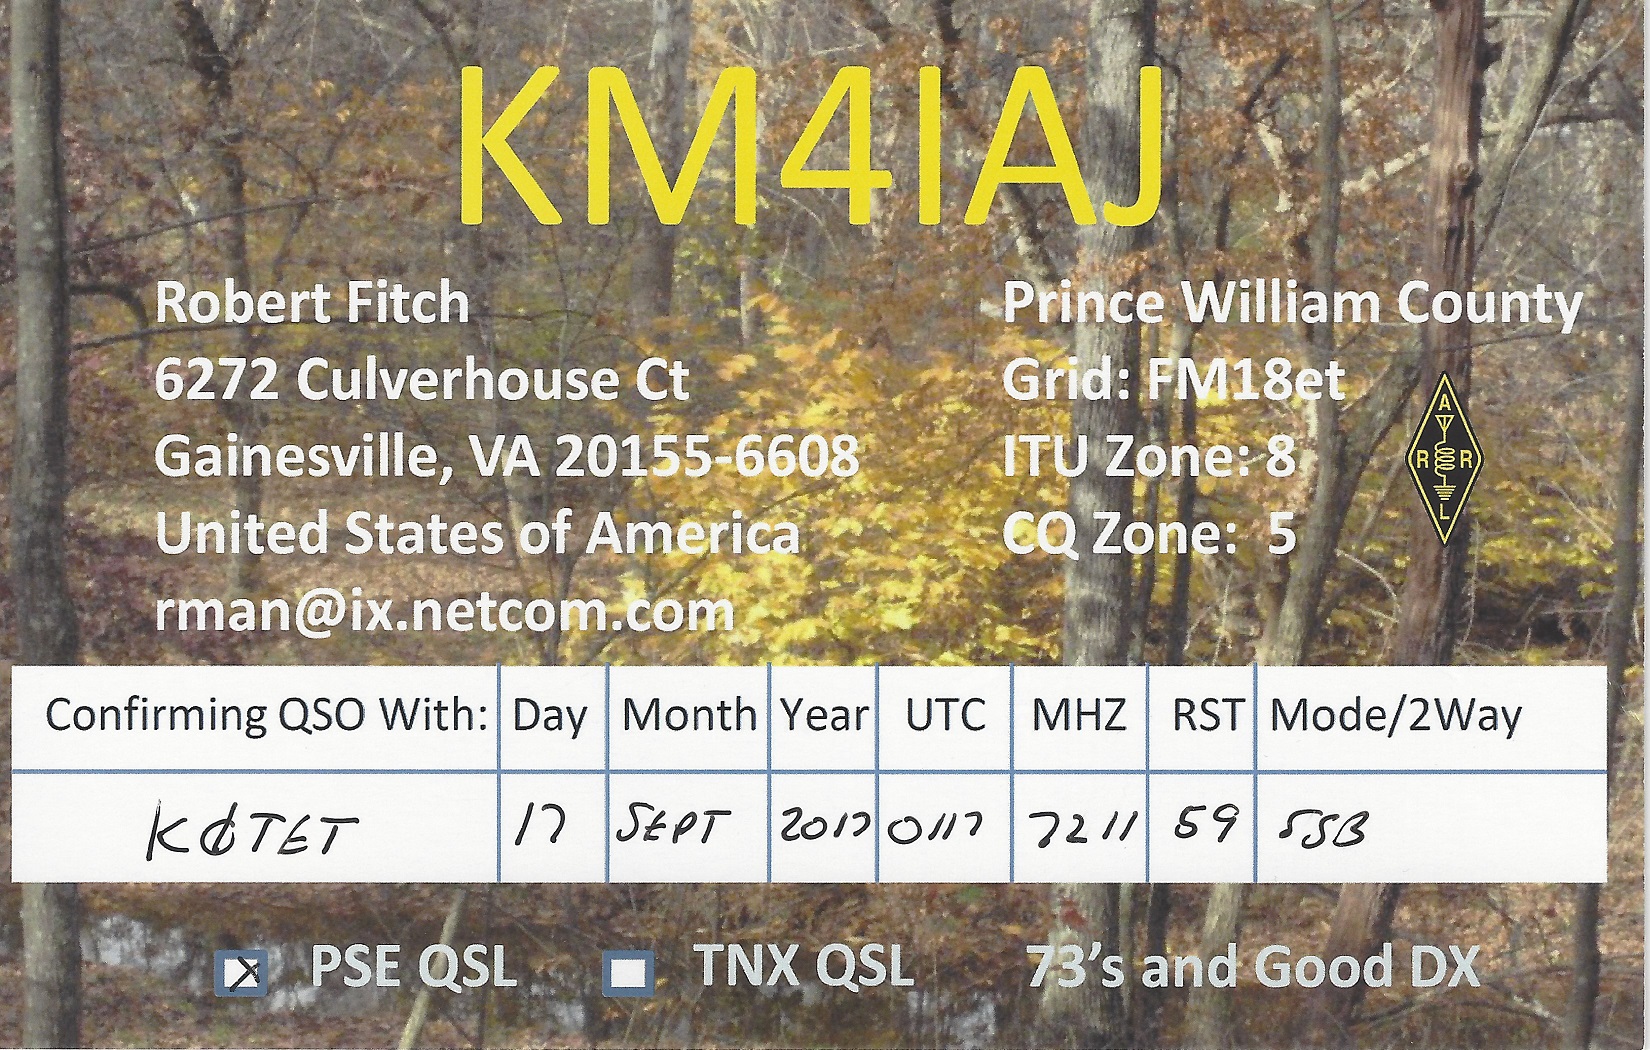 KM4IAJ
Robert Fitch
6272 Culverhouse Ct
Gainesville, VA 20155-6608
United States of America
rman@ix.netcom.com
Prince William County
Grid: FM18et
ITU Zone: 8
CQ Zone: 5
A
R R
L
Confirming QSO With: Day Month Year UTC MHZ RST Mode/2Way
KØTET 17 SEPT 2017 0117 7211 59 SSB
X PSE QSL TNX QSL 73's and Good DX